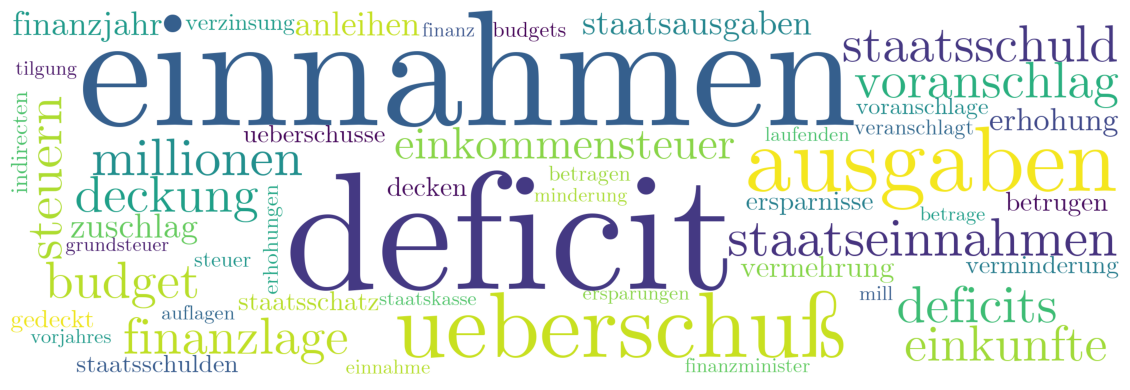 finanzjahr
verzinsung
anleihen
finanz
budgets
staatsausgaben
einnahmen
staatsschuld
tilgung
voranschlag
voranschlage
indirecten
steuern
ueberschusse
einkommensteuer
laufenden
veranschlagt
erhohung
millionen
deckung
decken
betragen
minderung
ausgaben
ersparnisse
betrugen
betrage
zuschlag
grundsteuer
erhohungen
deficit
staatseinnahmen
steuer
vermehrung
verminderung
budget
staatsschatz
staatskasse
ersparungen
mill
deficits
auflagen
gedeckt
vorjahres
finanzlage
ueberschuß
einkunfte
staatsschulden
einnahme
finanzminister